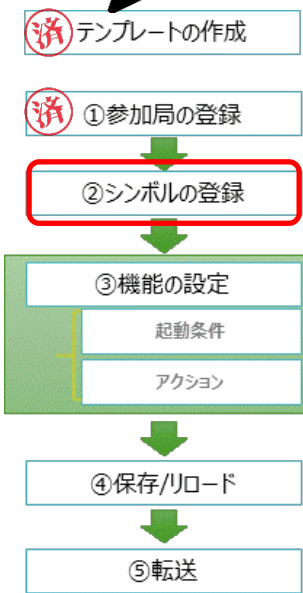 済 テンプレートの作成
済 ①参加局の登録
②シンボルの登録
③機能の設定
起動条件
アクション
④保存/リロード
⑤転送